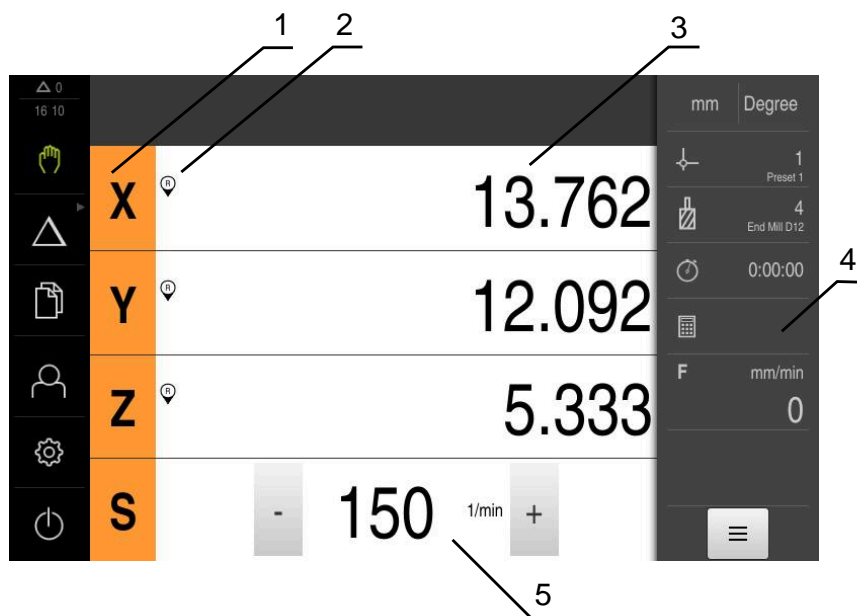 1 2 3
0
16 10
mm Degree
1
Preset 1
X R 13.762
4
End Mill D12
4
0:00:00
Y R 12.092
F mm/min
0
Z R 5.333
S - 150 1/min +
5